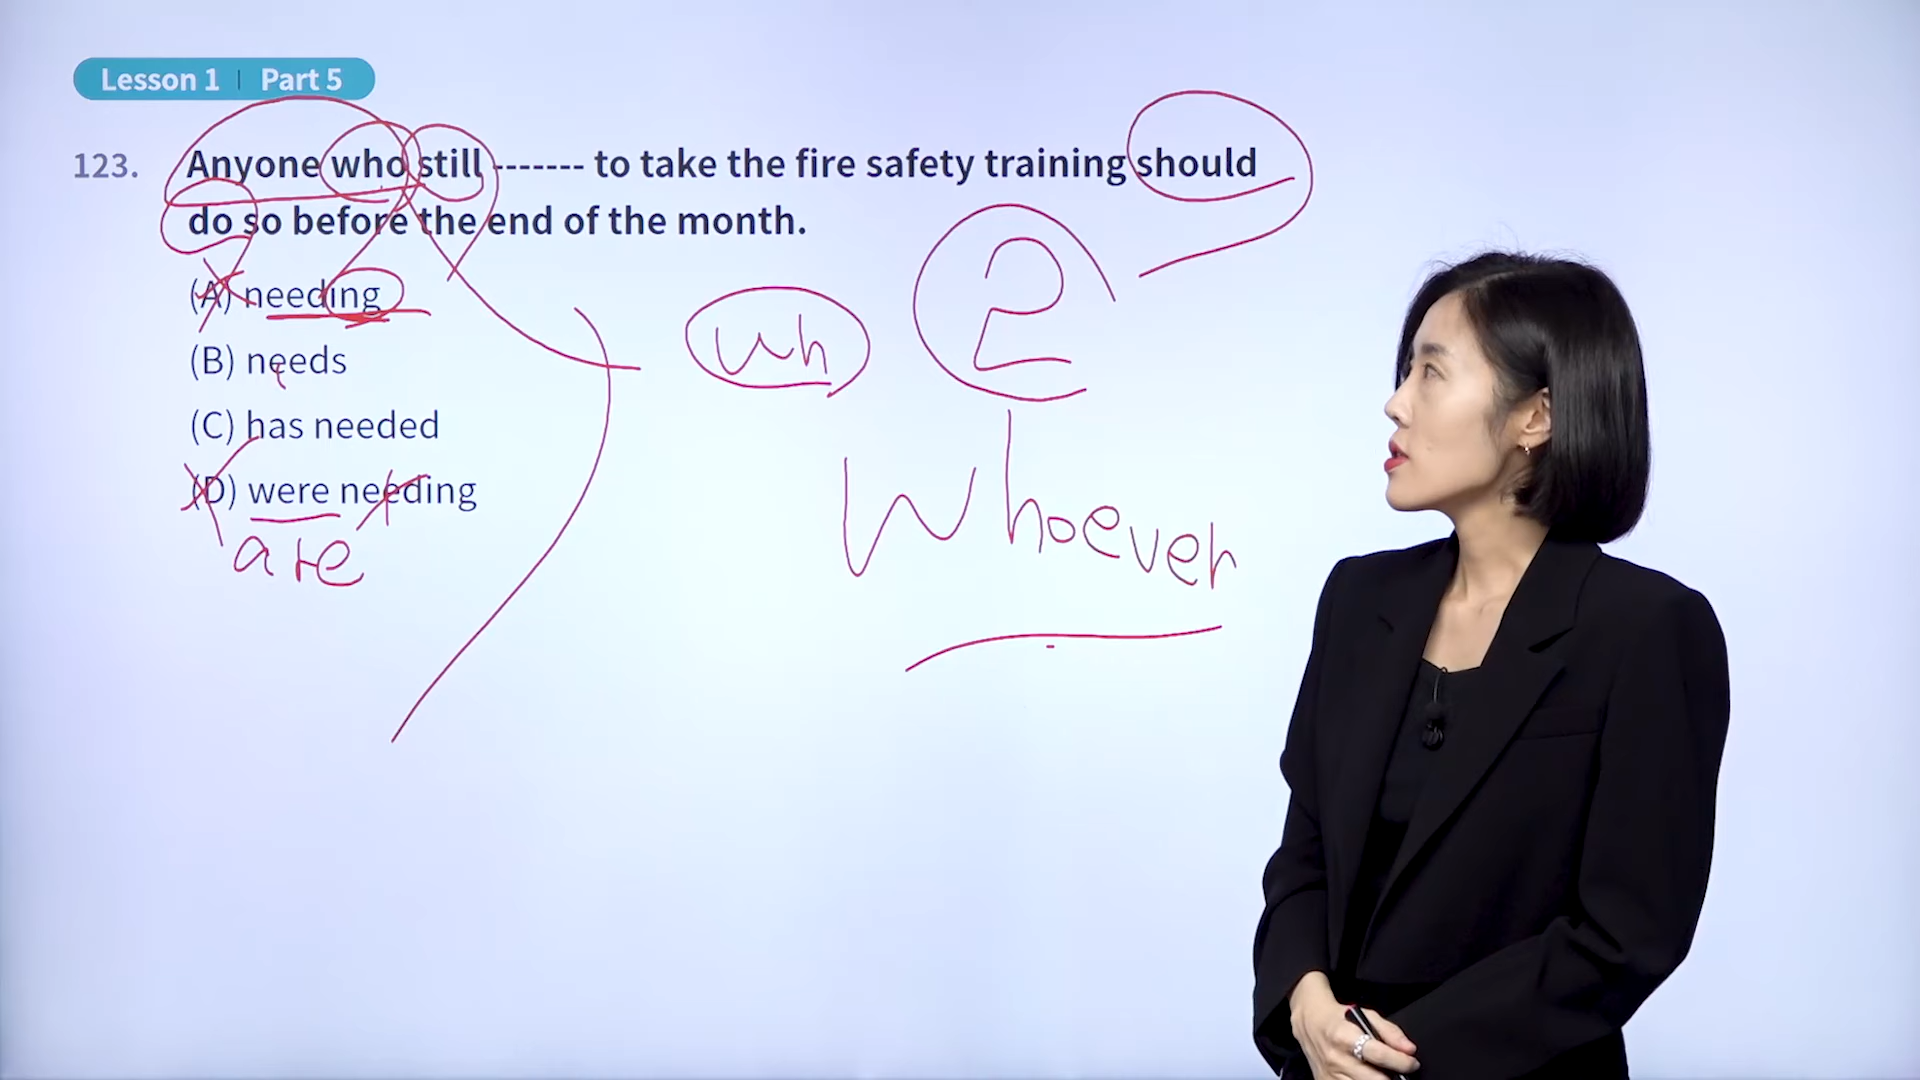 Lesson 1 | Part 5
123. Anyone who still ------- to take the fire safety training should
do so before the end of the month.
(A) needing
(B) needs
(C) has needed
(D) were needing
are
wh
2
Whoever